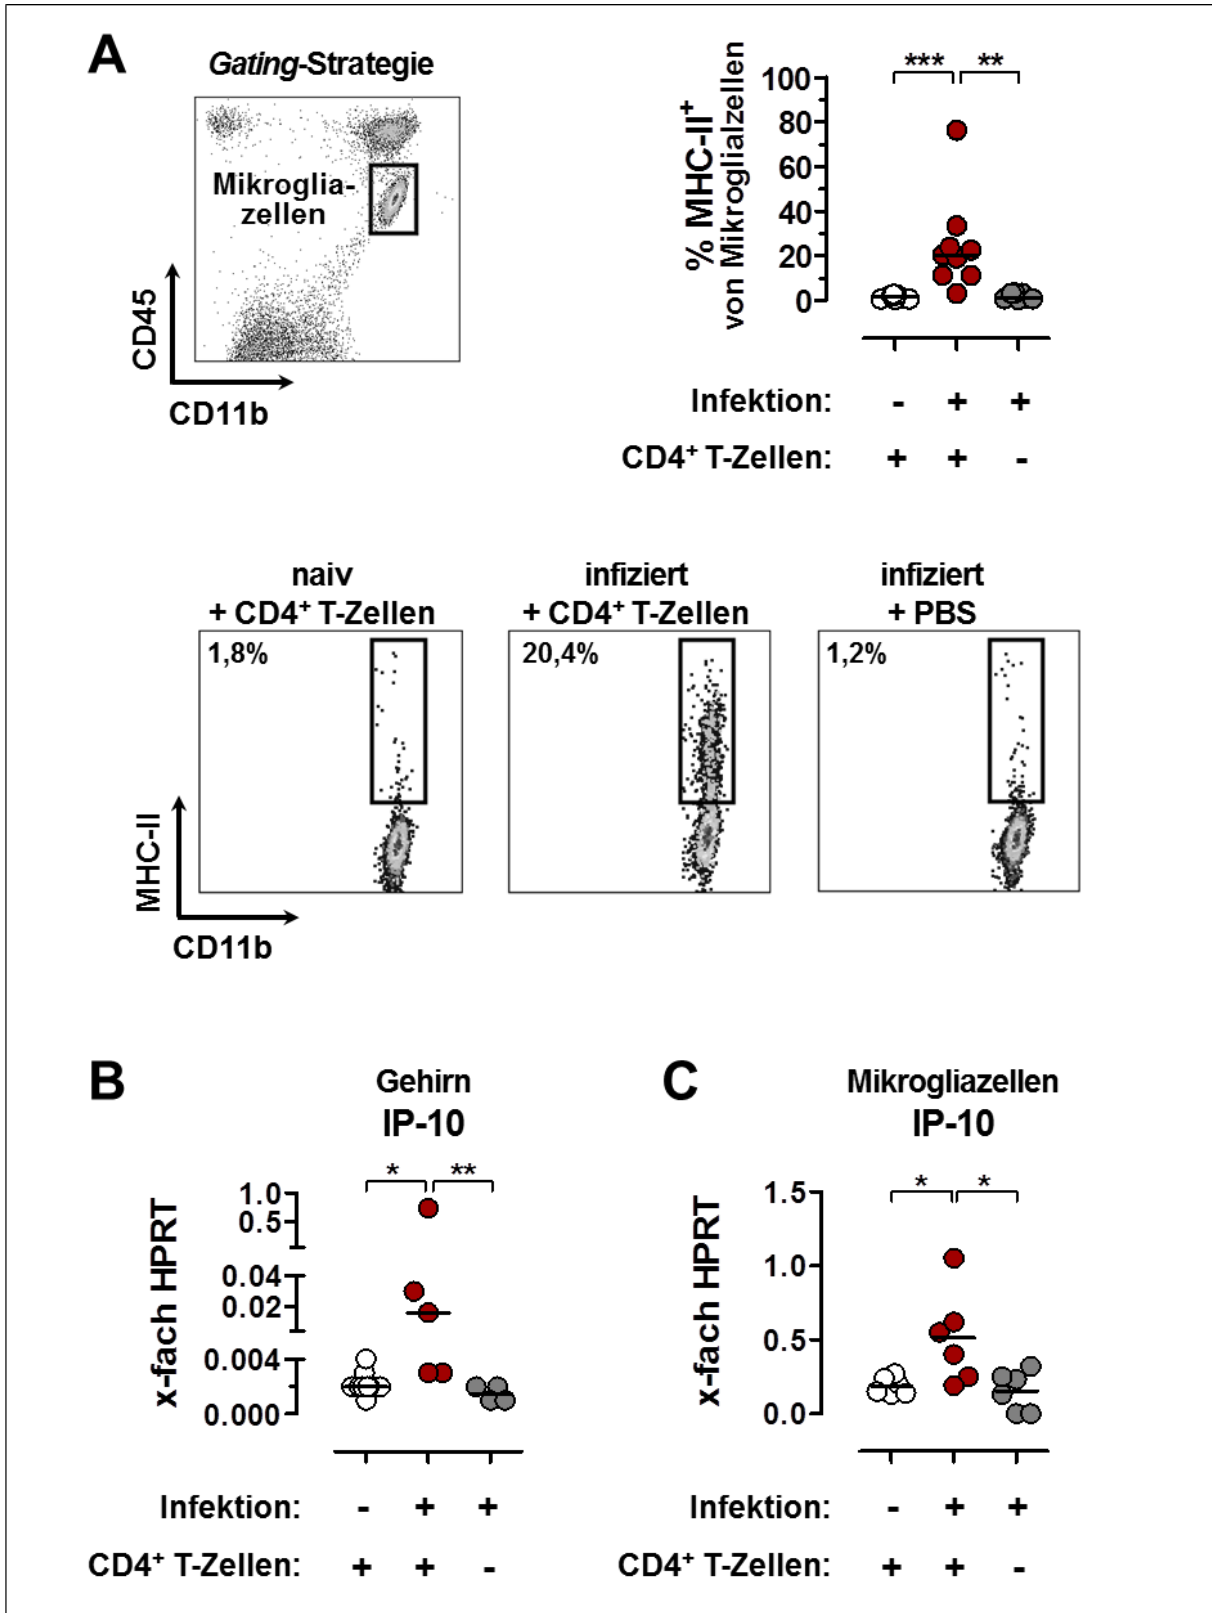 A
Gating-Strategie
Mikroglia-
zellen
CD45
CD11b
% MHC-II⁺
von Mikroglialzellen
*** **
100
80
60
40
20
0
Infektion: - + +
CD4⁺ T-Zellen: + + -
naiv
+ CD4⁺ T-Zellen
infiziert
+ CD4⁺ T-Zellen
infiziert
+ PBS
1,8%
20,4%
1,2%
MHC-II
CD11b
B
Gehirn
IP-10
x-fach HPRT
* **
1.0
0.5
0.04
0.02
0.004
0.000
Infektion: - + +
CD4⁺ T-Zellen: + + -
C
Mikrogliazellen
IP-10
x-fach HPRT
* *
1.5
1.0
0.5
0.0
Infektion: - + +
CD4⁺ T-Zellen: + + -